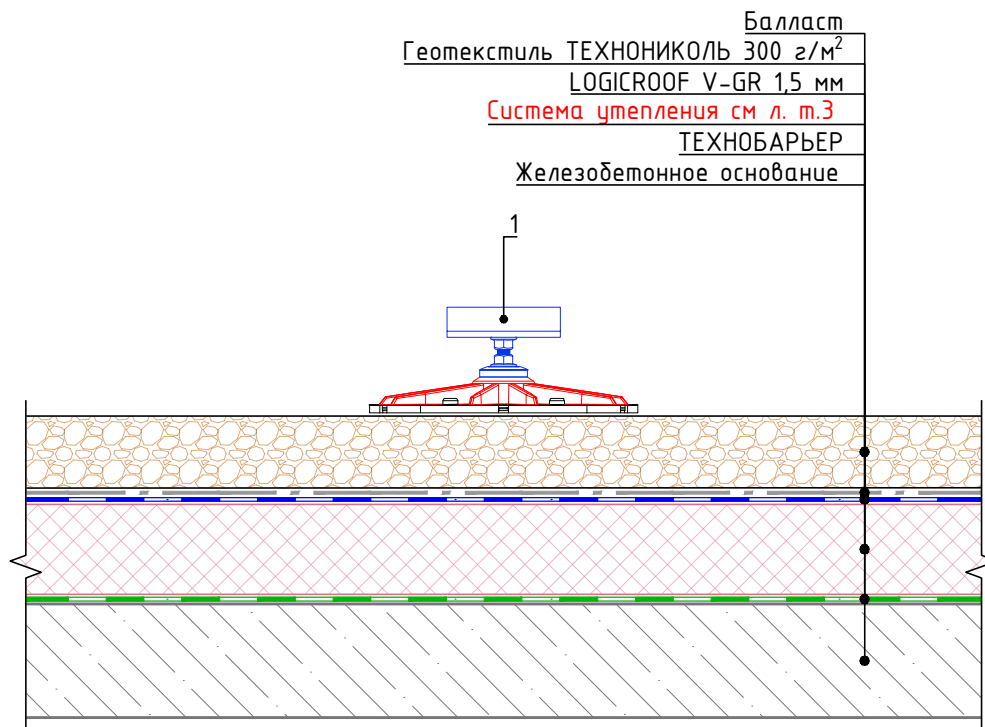 Балласт
Геотекстиль ТЕХНОНИКОЛЬ 300 г/м²
LOGICROOF V-GR 1,5 мм
Система утепления см л. т.3
ТЕХНОБАРЬЕР
Железобетонное основание
1